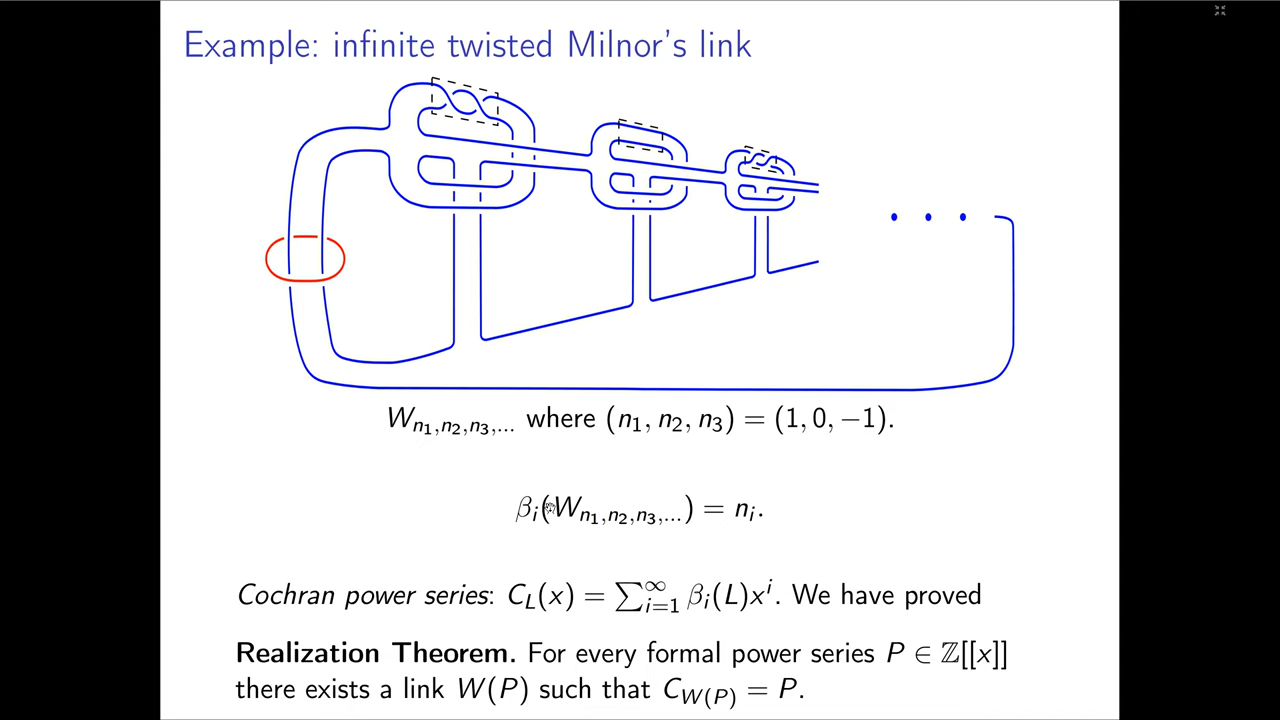 Example: infinite twisted Milnor's link
W_{n₁,n₂,n₃,...} where (n₁, n₂, n₃) = (1, 0, −1).
β_i(W_{n₁,n₂,n₃,...}) = n_i.
Cochran power series: C_L(x) = ∑_{i=1}^{∞} β_i(L)x^i. We have proved
Realization Theorem. For every formal power series P ∈ ℤ[[x]]
there exists a link W(P) such that C_{W(P)} = P.